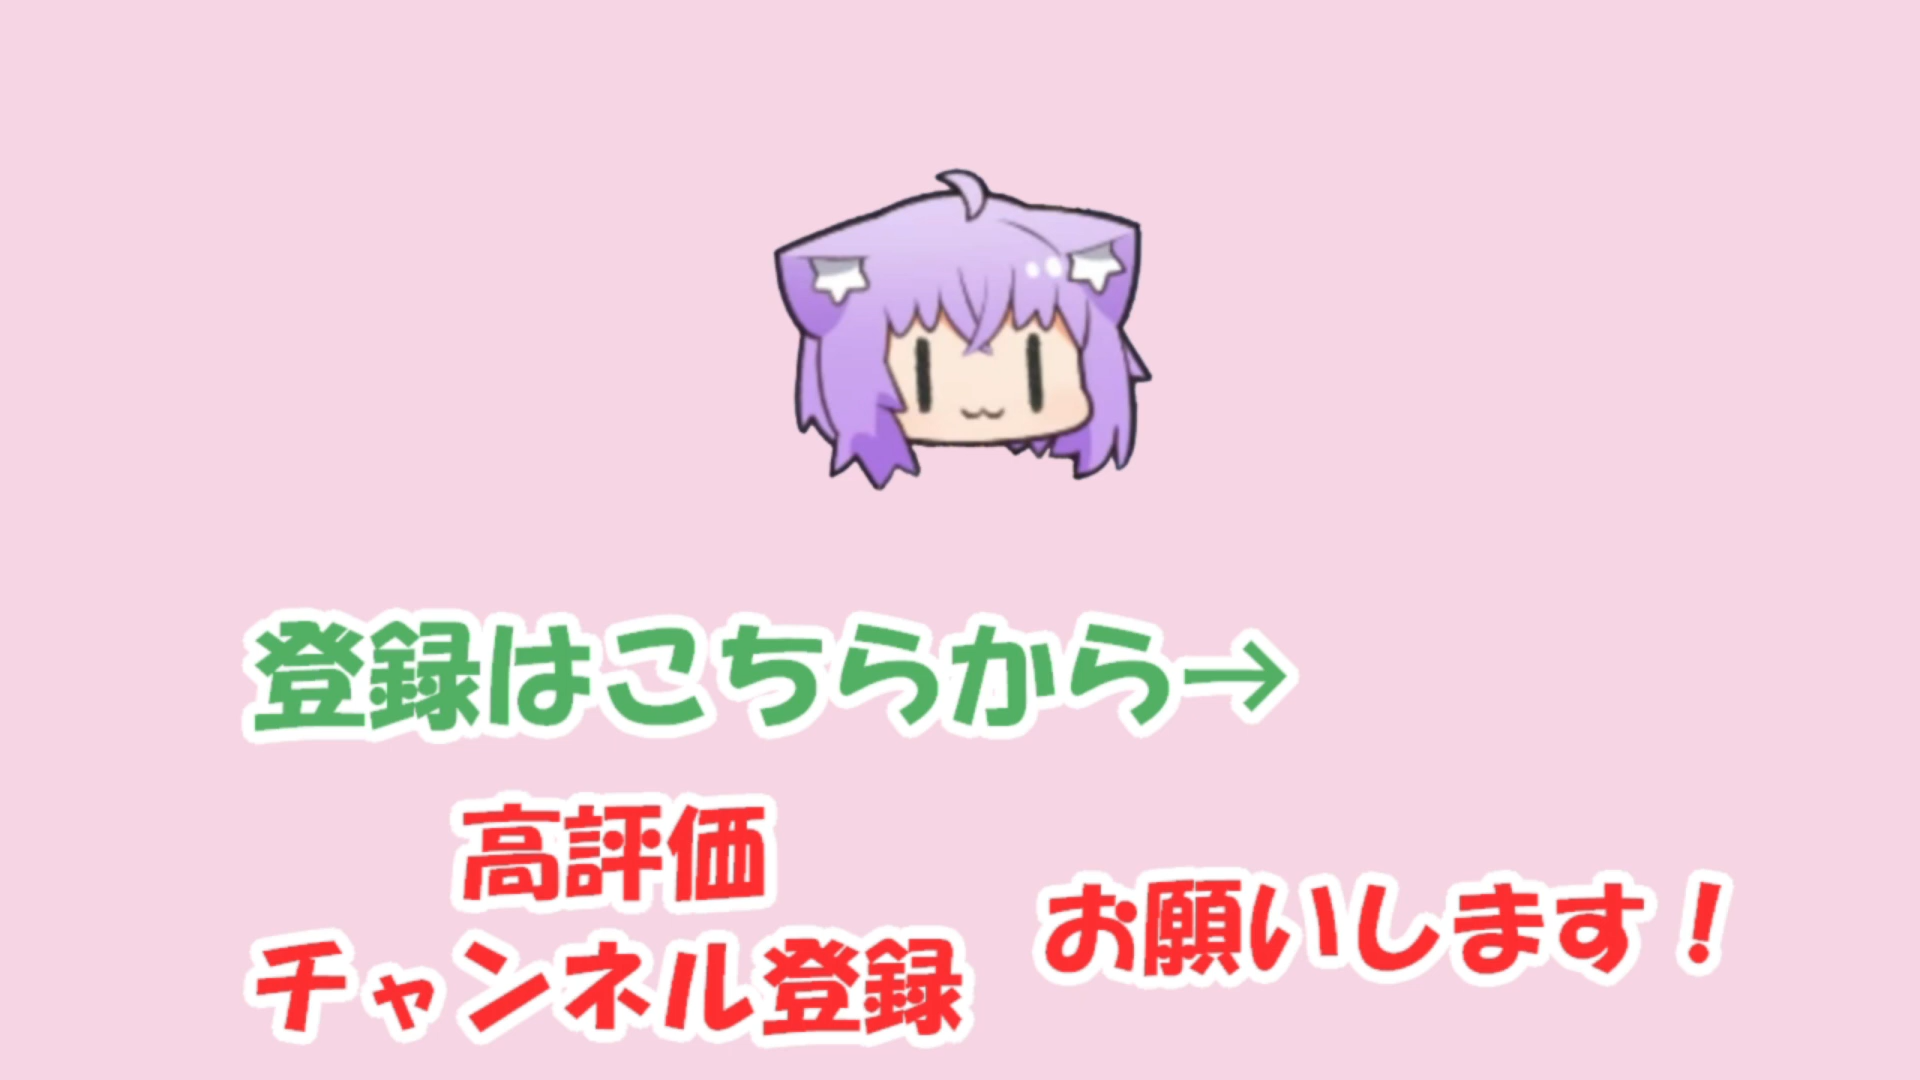 登録はこちらから→
高評価
チャンネル登録
お願いします！